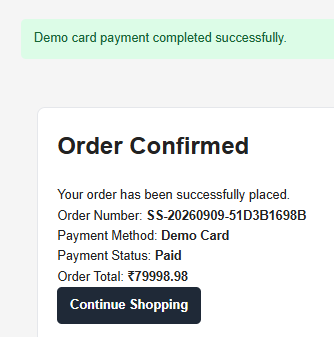 Demo card payment completed successfully.
Order Confirmed
Your order has been successfully placed.
Order Number: SS-20260909-51D3B1698B
Payment Method: Demo Card
Payment Status: Paid
Order Total: ₹79998.98
Continue Shopping